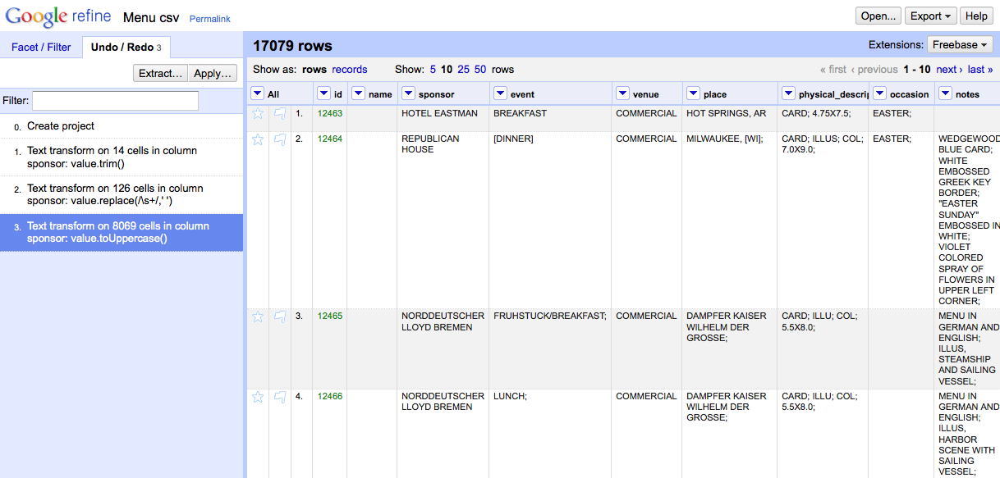 Google refine Menu csv Permalink
Open... Export Help
Facet / Filter Undo / Redo 3
Extract... Apply...
Filter:
0. Create project
1. Text transform on 14 cells in column
sponsor: value.trim()
2. Text transform on 126 cells in column
sponsor: value.replace(/\s+/,' ')
3. Text transform on 8069 cells in column
sponsor: value.toUppercase()
17079 rows
Extensions: Freebase
Show as: rows records Show: 5 10 25 50 rows
« first ‹ previous 1 - 10 next › last »
All id name sponsor event venue place physical_descrip occasion notes
1. 12463 HOTEL EASTMAN BREAKFAST COMMERCIAL HOT SPRINGS, AR CARD; 4.75X7.5; EASTER;
2. 12464 REPUBLICAN [DINNER] COMMERCIAL MILWAUKEE, [WI]; CARD; ILLUS; COL; EASTER; WEDGEWOOD
HOUSE 7.0X9.0; BLUE CARD;
WHITE
EMBOSSED
GREEK KEY
BORDER;
"EASTER
SUNDAY"
EMBOSSED IN
WHITE;
VIOLET
COLORED
SPRAY OF
FLOWERS IN
UPPER LEFT
CORNER;
3. 12465 NORDDEUTSCHER FRUHSTUCK/BREAKFAST; COMMERCIAL DAMPFER KAISER CARD; ILLU; COL; MENU IN
LLOYD BREMEN WILHELM DER 5.5X8.0; GERMAN AND
GROSSE; ENGLISH;
ILLUS,
STEAMSHIP
AND SAILING
VESSEL;
4. 12466 NORDDEUTSCHER LUNCH; COMMERCIAL DAMPFER KAISER CARD; ILLU; COL; MENU IN
LLOYD BREMEN WILHELM DER 5.5X8.0; GERMAN AND
GROSSE; ENGLISH;
ILLUS,
HARBOR
SCENE WITH
SAILING
VESSEL;